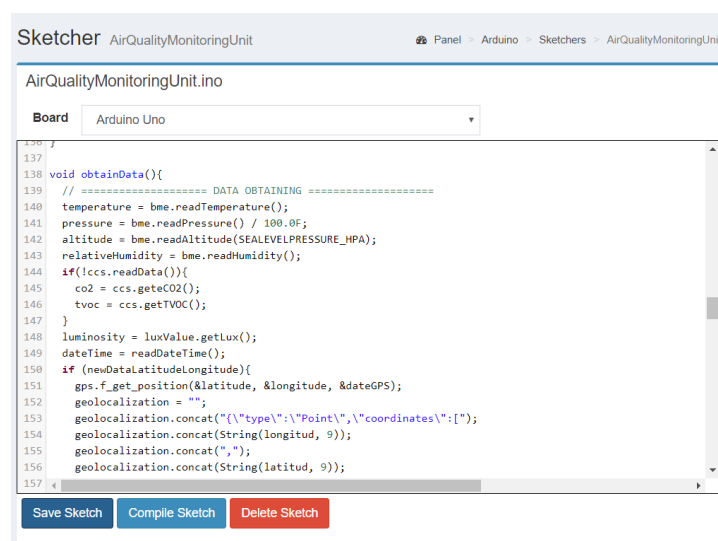 Sketcher AirQualityMonitoringUnit
Panel > Arduino > Sketchers > AirQualityMonitoringUni
AirQualityMonitoringUnit.ino
Board Arduino Uno
136 }
137
138 void obtainData(){
139 // ==================== DATA OBTAINING ====================
140 temperature = bme.readTemperature();
141 pressure = bme.readPressure() / 100.0F;
142 altitude = bme.readAltitude(SEALEVELPRESSURE_HPA);
143 relativeHumidity = bme.readHumidity();
144 if(!ccs.readData()){
145 co2 = ccs.geteCO2();
146 tvoc = ccs.getTVOC();
147 }
148 luminosity = luxValue.getLux();
149 dateTime = readDateTime();
150 if (newDataLatitudeLongitude){
151 gps.f_get_position(&latitude, &longitude, &dateGPS);
152 geolocalization = "";
153 geolocalization.concat("{\"type\":\"Point\",\"coordinates\":[");
154 geolocalization.concat(String(longitud, 9));
155 geolocalization.concat(",");
156 geolocalization.concat(String(latitud, 9));
157
Save Sketch Compile Sketch Delete Sketch